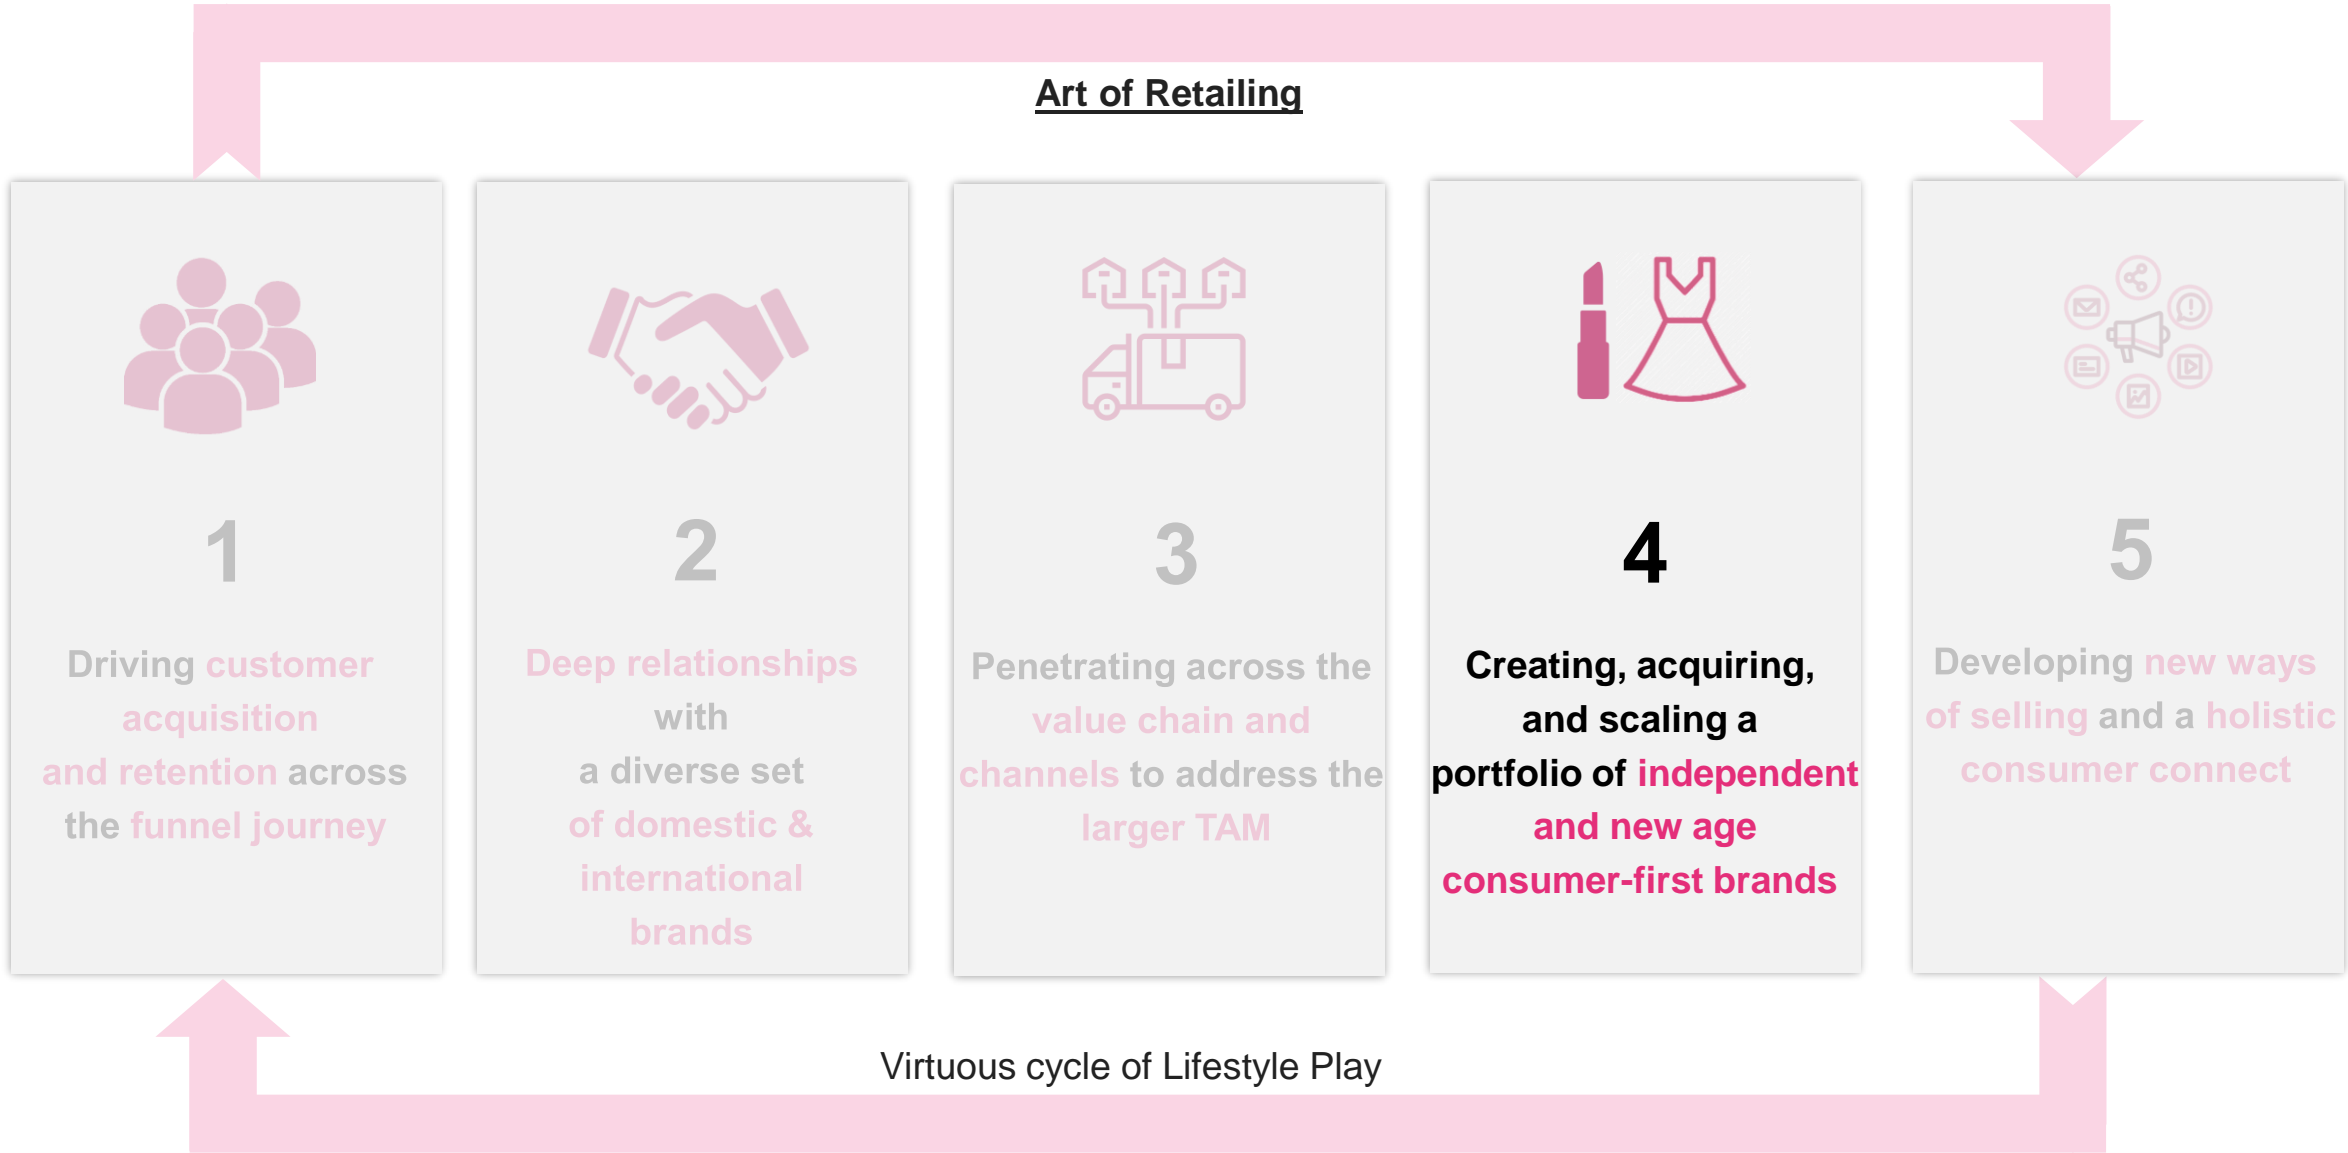 Art of Retailing
1
Driving customer
acquisition
and retention across
the funnel journey
2
Deep relationships
with
a diverse set
of domestic &
international
brands
3
Penetrating across the
value chain and
channels to address the
larger TAM
4
Creating, acquiring,
and scaling a
portfolio of independent
and new age
consumer-first brands
5
Developing new ways
of selling and a holistic
consumer connect
Virtuous cycle of Lifestyle Play